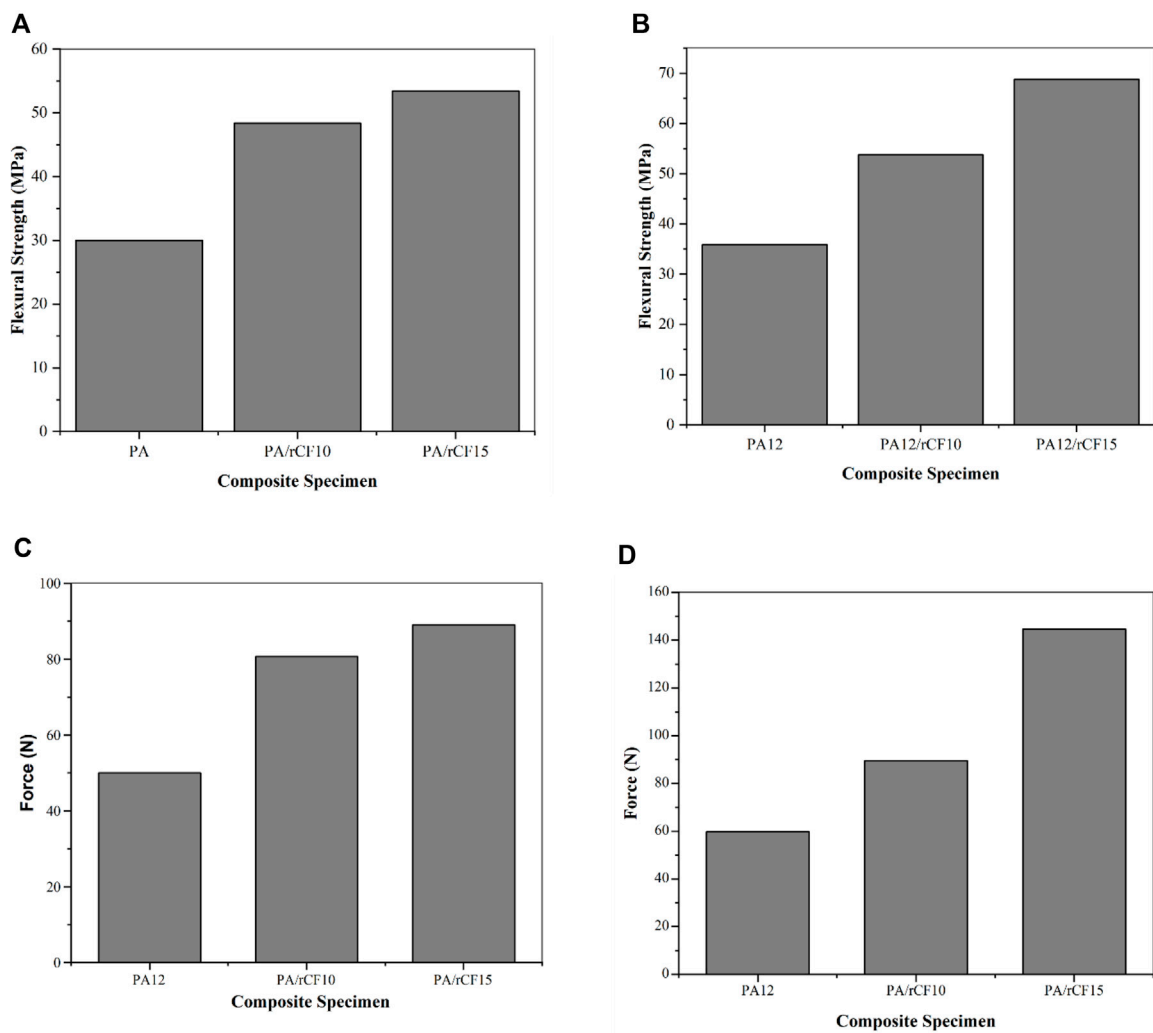 A
Flexural Strength (MPa)
60
50
40
30
20
10
0
PA PA/rCF10 PA/rCF15
Composite Specimen
B
Flexural Strength (MPa)
70
60
50
40
30
20
10
0
PA12 PA12/rCF10 PA12/rCF15
Composite Specimen
C
Force (N)
100
80
60
40
20
0
PA12 PA/rCF10 PA/rCF15
Composite Specimen
D
Force (N)
160
140
120
100
80
60
40
20
0
PA12 PA/rCF10 PA/rCF15
Composite Specimen